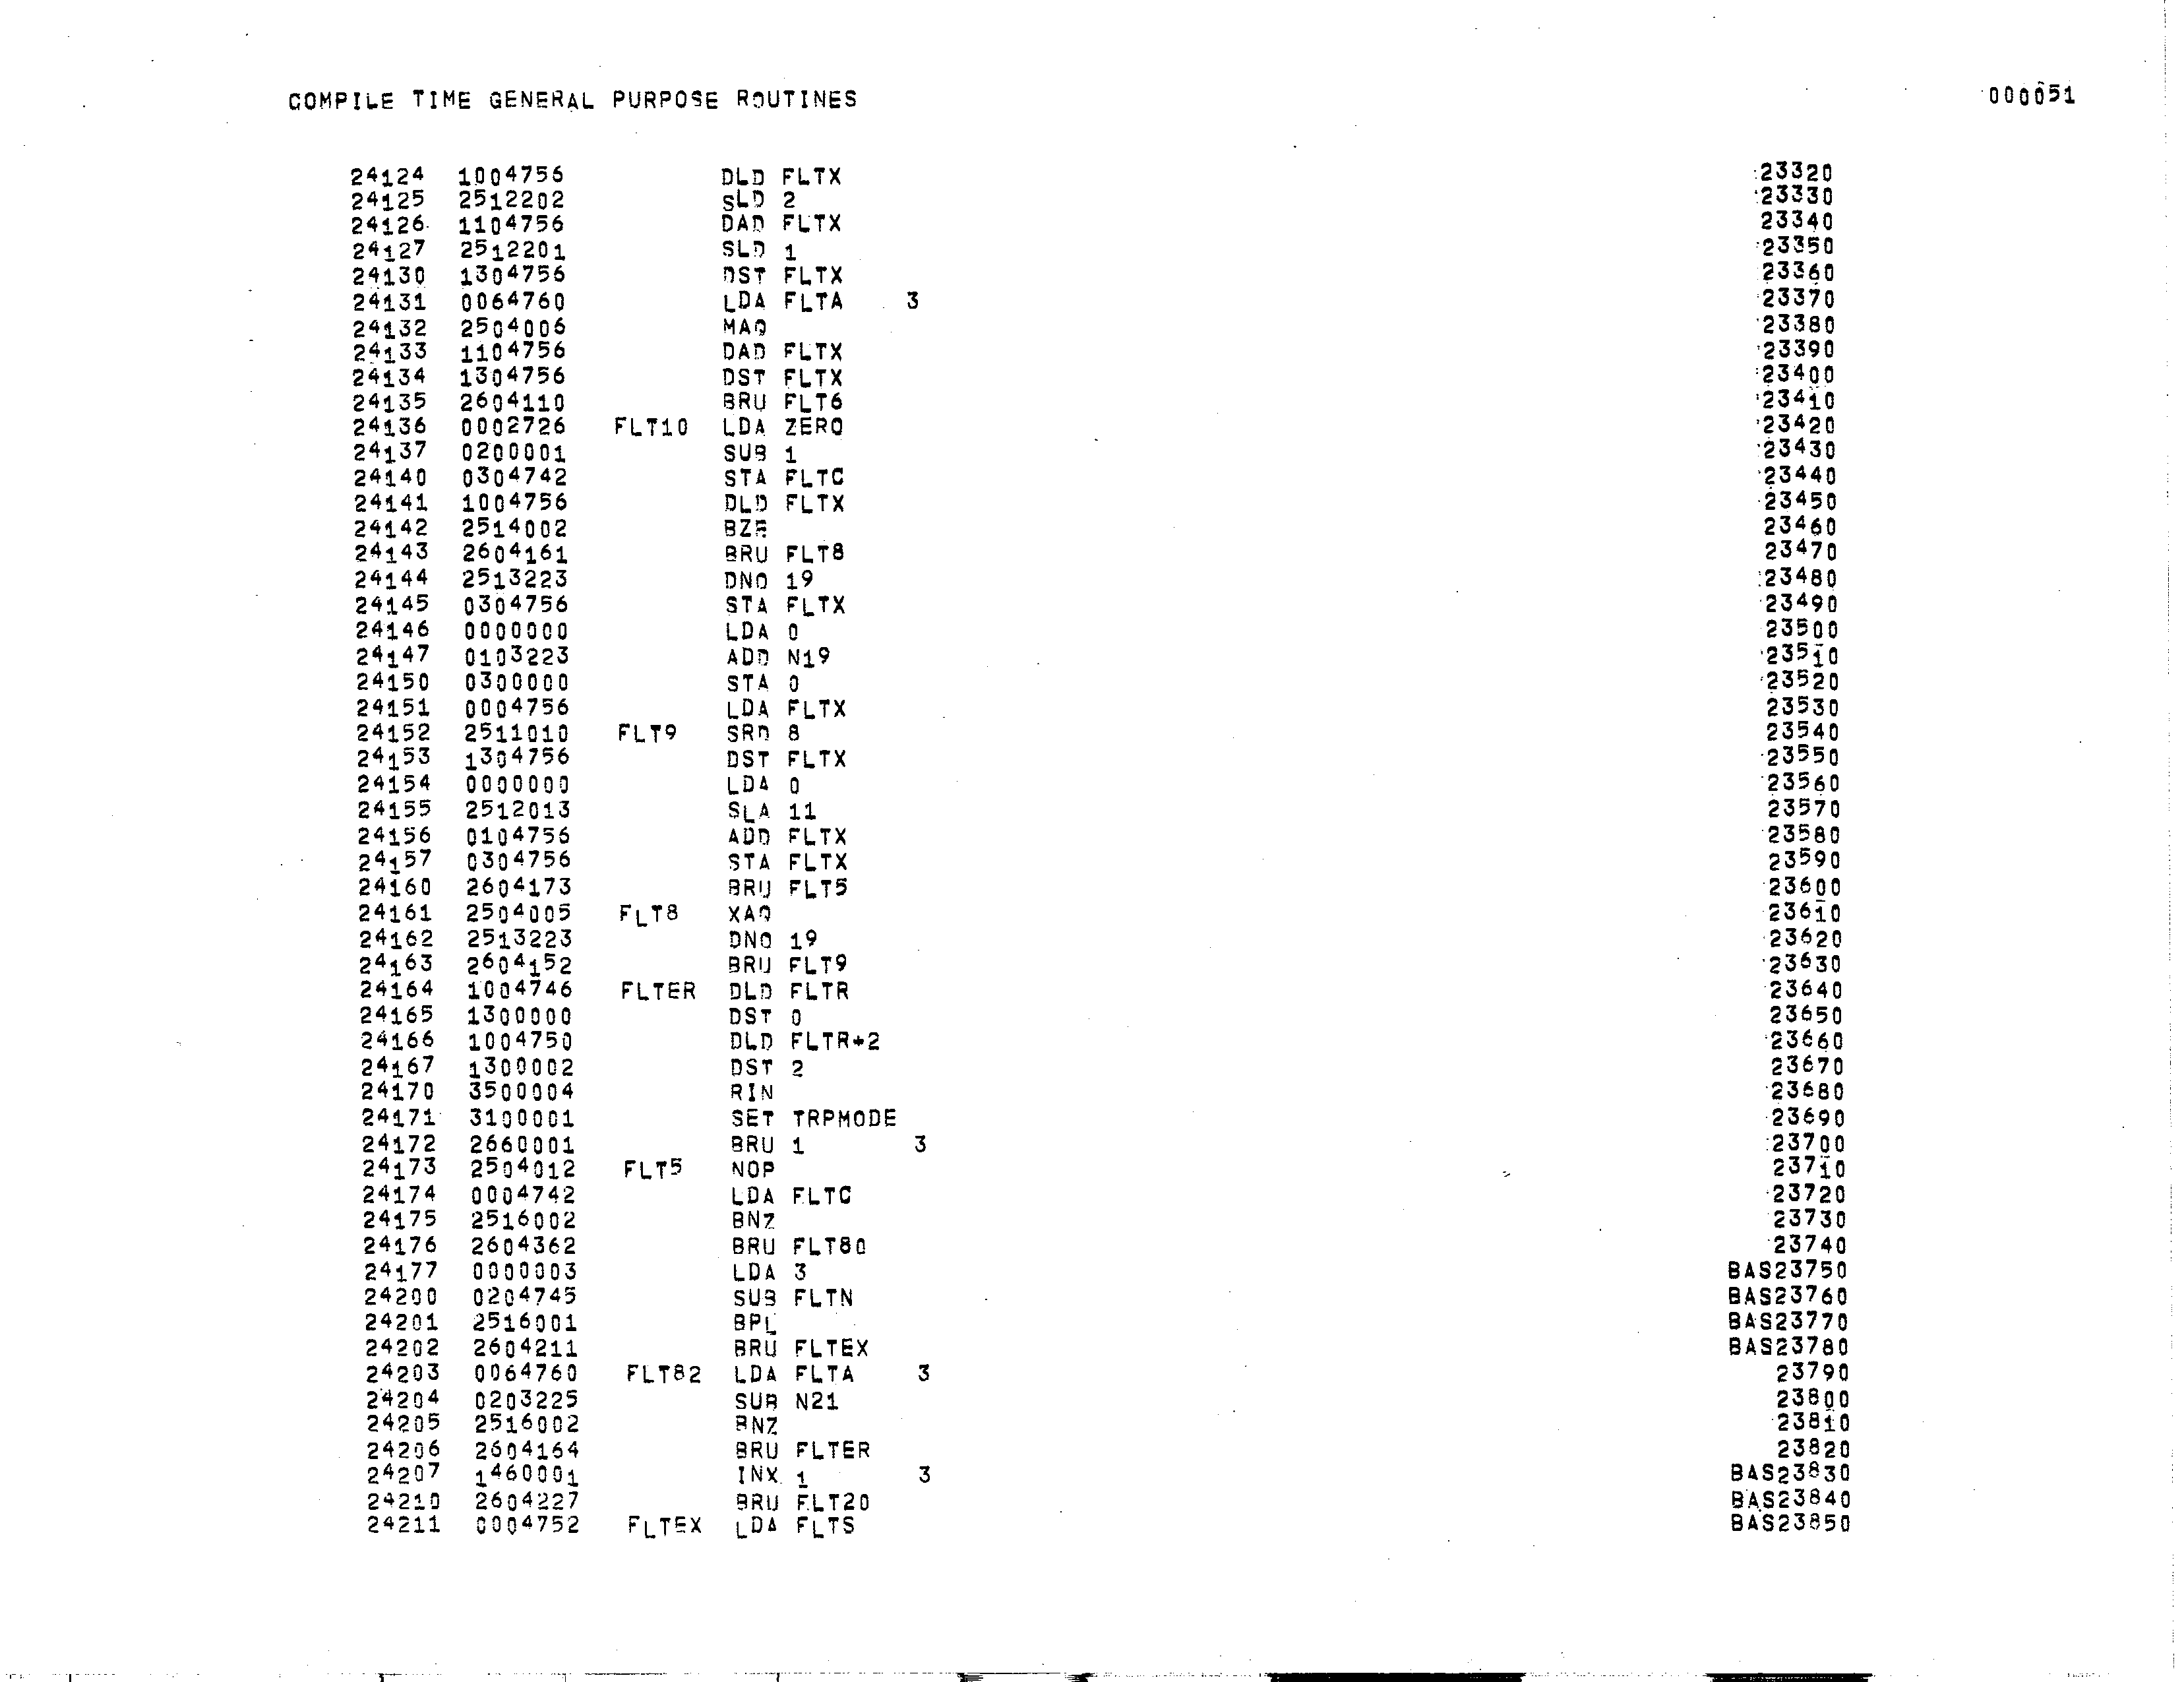 COMPILE TIME GENERAL PURPOSE ROUTINES 000051
24124 1004756 DLD FLTX 23320
24125 2512202 SLD 2 23330
24126 1104756 DAD FLTX 23340
24127 2512201 SLD 1 23350
24130 1304756 DST FLTX 23360
24131 0064760 LDA FLTA 3 23370
24132 2504006 MAQ 23380
24133 1104756 DAD FLTX 23390
24134 1304756 DST FLTX 23400
24135 2604110 BRU FLT6 23410
24136 0002726 FLT10 LDA ZERO 23420
24137 0200001 SUB 1 23430
24140 0304742 STA FLTC 23440
24141 1004756 DLD FLTX 23450
24142 2514002 BZE 23460
24143 2604161 BRU FLT8 23470
24144 2513223 DNO 19 23480
24145 0304756 STA FLTX 23490
24146 0000000 LDA 0 23500
24147 0103223 ADD N19 23510
24150 0300000 STA 0 23520
24151 0004756 LDA FLTX 23530
24152 2511010 FLT9 SRD 8 23540
24153 1304756 DST FLTX 23550
24154 0000000 LDA 0 23560
24155 2512013 SLA 11 23570
24156 0104756 ADD FLTX 23580
24157 0304756 STA FLTX 23590
24160 2604173 BRU FLT5 23600
24161 2504005 FLT8 XAQ 23610
24162 2513223 DNO 19 23620
24163 2604152 BRU FLT9 23630
24164 1004746 FLTER DLD FLTR 23640
24165 1300000 DST 0 23650
24166 1004750 DLD FLTR+2 23660
24167 1300002 DST 2 23670
24170 3500004 RIN 23680
24171 3100001 SET TRPMODE 23690
24172 2660001 BRU 1 3 23700
24173 2504012 FLT5 NOP 23710
24174 0004742 LDA FLTC 23720
24175 2516002 BNZ 23730
24176 2604362 BRU FLT80 23740
24177 0000003 LDA 3 BAS23750
24200 0204745 SUB FLTN BAS23760
24201 2516001 BPL BAS23770
24202 2604211 BRU FLTEX BAS23780
24203 0064760 FLT82 LDA FLTA 3 23790
24204 0203225 SUB N21 23800
24205 2516002 BNZ 23810
24206 2604164 BRU FLTER 23820
24207 1460001 INX 1 3 BAS23830
24210 2604227 BRU FLT20 BAS23840
24211 0004752 FLTEX LDA FLTS BAS23850